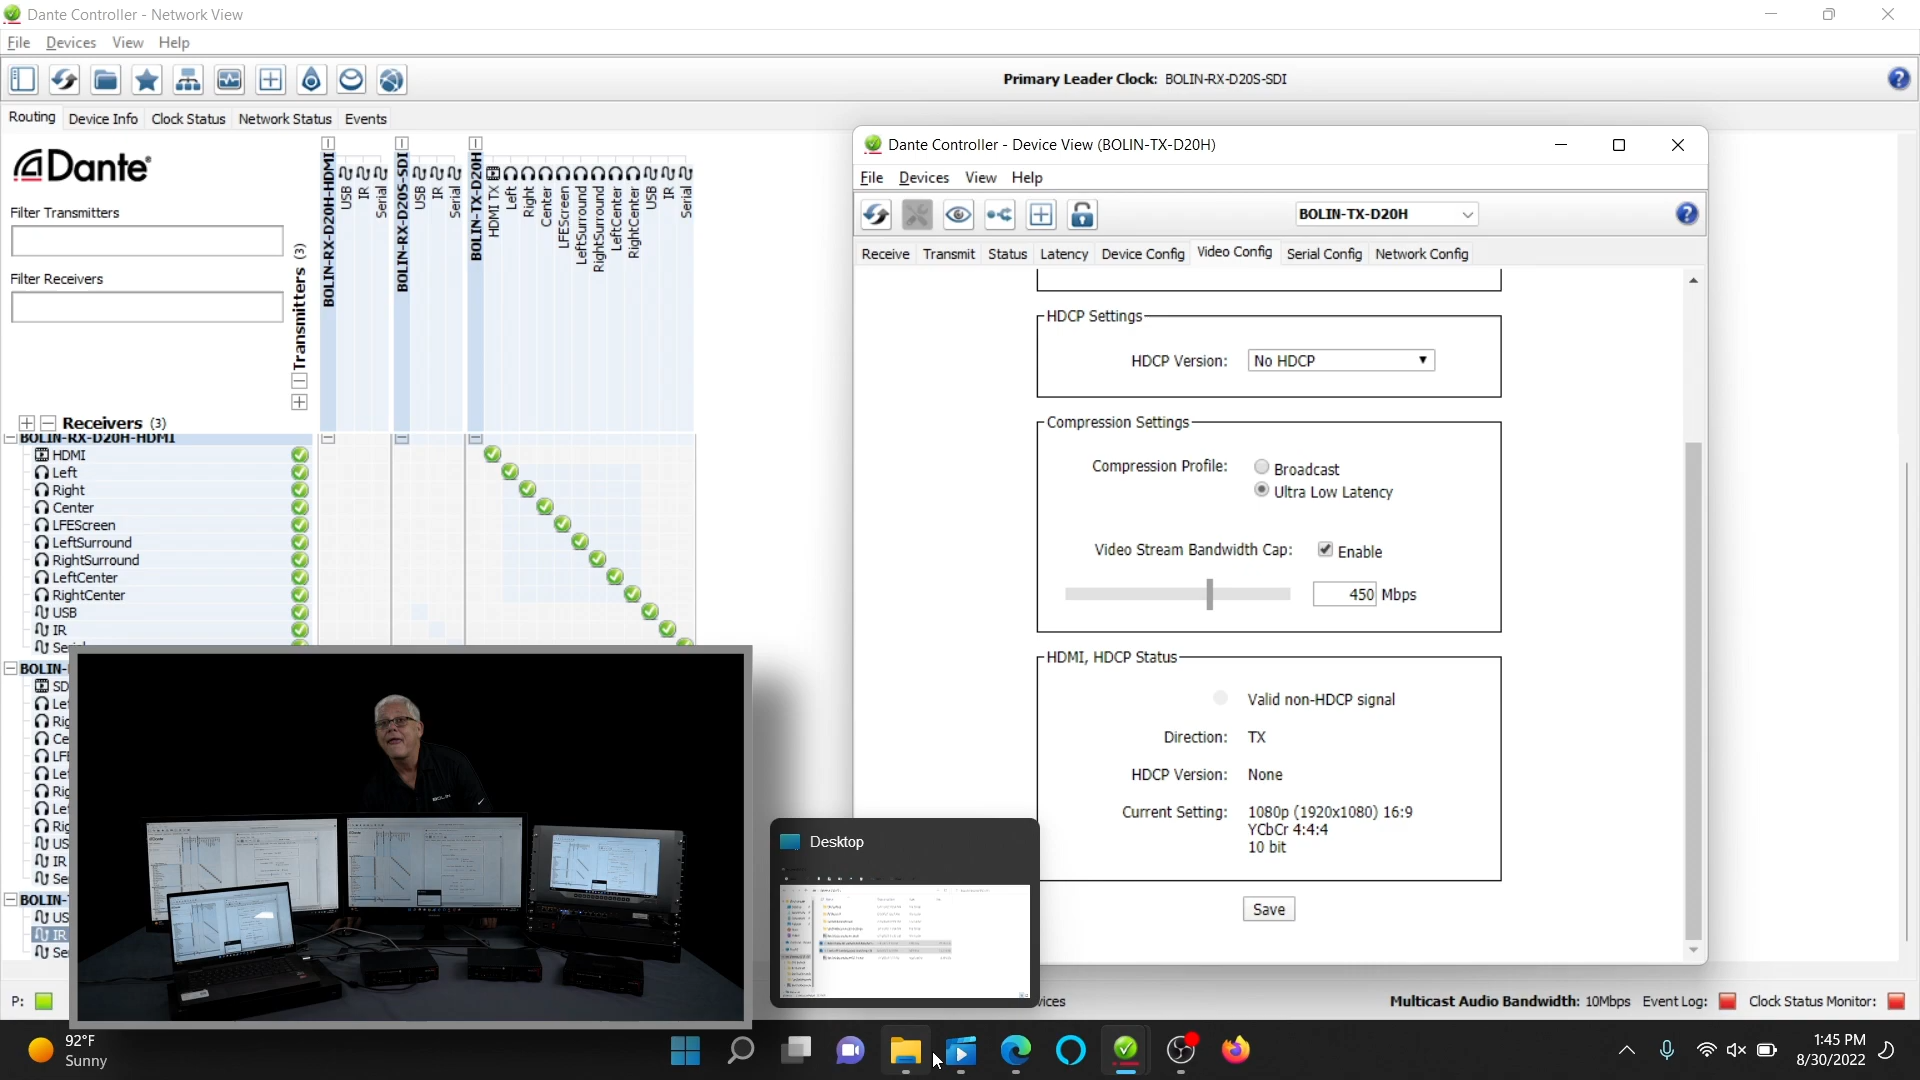 Dante Controller - Network View
File Devices View Help
Primary Leader Clock: BOLIN-RX-D20S-SDI
Routing Device Info Clock Status Network Status Events
Dante
Filter Transmitters
Filter Receivers
Transmitters (3)
BOLIN-RX-D20H-HDMI
USB
IR
Serial
BOLIN-RX-D20S-SDI
USB
IR
Serial
BOLIN-TX-D20H
HDMI TX
Left
Right
Center
LFEScreen
LeftSurround
RightSurround
LeftCenter
RightCenter
USB
IR
Serial
Receivers (3)
BOLIN-RX-D20H-HDMI
HDMI
Left
Right
Center
LFEScreen
LeftSurround
RightSurround
LeftCenter
RightCenter
USB
IR
IR
IR
Dante Controller - Device View (BOLIN-TX-D20H)
File Devices View Help
BOLIN-TX-D20H
Receive Transmit Status Latency Device Config Video Config Serial Config Network Config
HDCP Settings
HDCP Version: No HDCP
Compression Settings
Compression Profile: Broadcast
Ultra Low Latency
Video Stream Bandwidth Cap: Enable
450 Mbps
HDMI, HDCP Status
Valid non-HDCP signal
Direction: TX
HDCP Version: None
Current Setting: 1080p (1920x1080) 16:9
YCbCr 4:4:4
10 bit
Save
Desktop
BOLIN
P:
Multicast Audio Bandwidth: 10Mbps Event Log: Clock Status Monitor:
92°F
Sunny
1:45 PM
8/30/2022